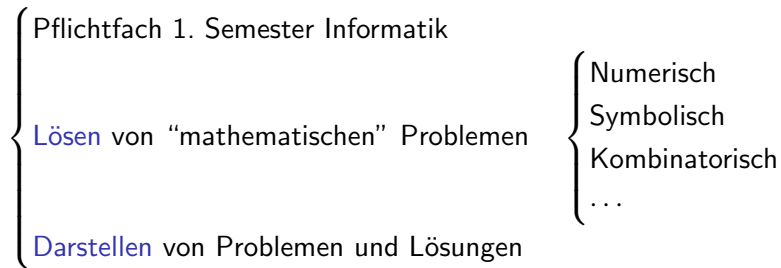 Pflichtfach 1. Semester Informatik
Lösen von “mathematischen” Problemen
Numerisch
Symbolisch
Kombinatorisch
. . .
Darstellen von Problemen und Lösungen